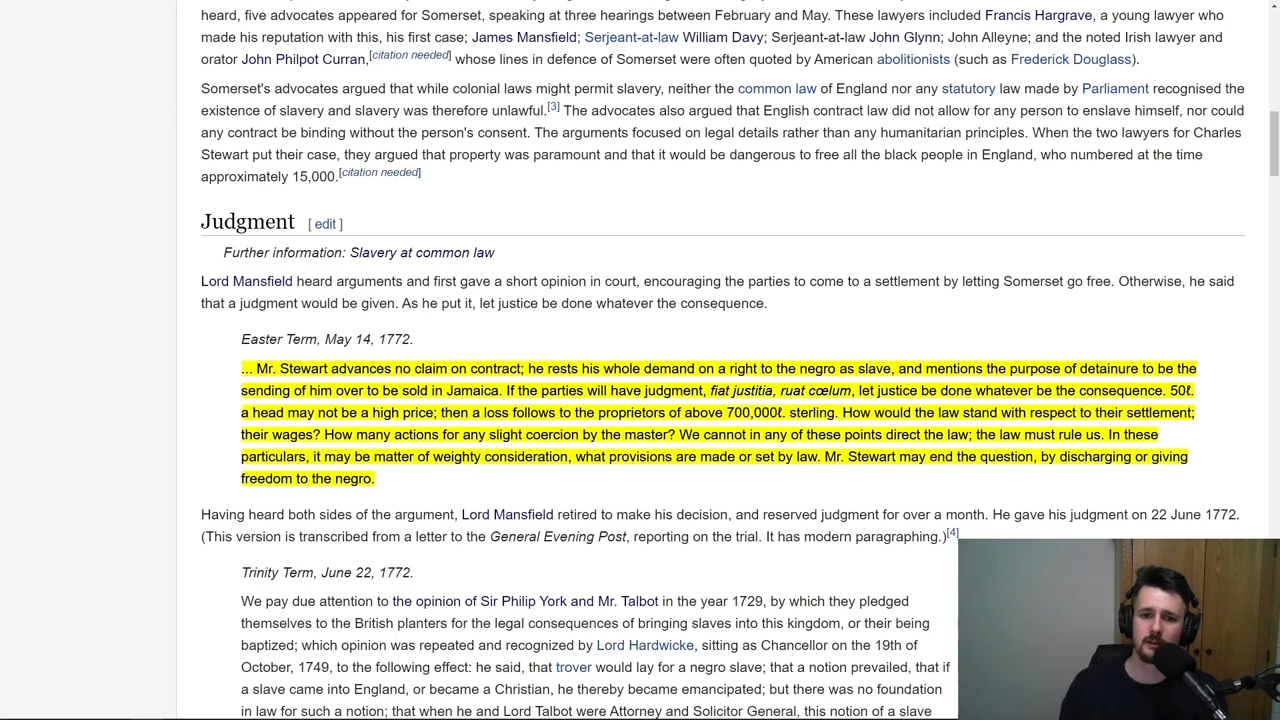 heard, five advocates appeared for Somerset, speaking at three hearings between February and May. These lawyers included Francis Hargrave, a young lawyer who
made his reputation with this, his first case; James Mansfield; Serjeant-at-law William Davy; Serjeant-at-law John Glynn; John Alleyne; and the noted Irish lawyer and
orator John Philpot Curran,[citation needed] whose lines in defence of Somerset were often quoted by American abolitionists (such as Frederick Douglass).
Somerset's advocates argued that while colonial laws might permit slavery, neither the common law of England nor any statutory law made by Parliament recognised the
existence of slavery and slavery was therefore unlawful.[3] The advocates also argued that English contract law did not allow for any person to enslave himself, nor could
any contract be binding without the person's consent. The arguments focused on legal details rather than any humanitarian principles. When the two lawyers for Charles
Stewart put their case, they argued that property was paramount and that it would be dangerous to free all the black people in England, who numbered at the time
approximately 15,000.[citation needed]
Judgment [ edit ]
Further information: Slavery at common law
Lord Mansfield heard arguments and first gave a short opinion in court, encouraging the parties to come to a settlement by letting Somerset go free. Otherwise, he said
that a judgment would be given. As he put it, let justice be done whatever the consequence.
Easter Term, May 14, 1772.
... Mr. Stewart advances no claim on contract; he rests his whole demand on a right to the negro as slave, and mentions the purpose of detainure to be the
sending of him over to be sold in Jamaica. If the parties will have judgment, fiat justitia, ruat cœlum, let justice be done whatever be the consequence. 50ℓ.
a head may not be a high price; then a loss follows to the proprietors of above 700,000ℓ. sterling. How would the law stand with respect to their settlement;
their wages? How many actions for any slight coercion by the master? We cannot in any of these points direct the law; the law must rule us. In these
particulars, it may be matter of weighty consideration, what provisions are made or set by law. Mr. Stewart may end the question, by discharging or giving
freedom to the negro.
Having heard both sides of the argument, Lord Mansfield retired to make his decision, and reserved judgment for over a month. He gave his judgment on 22 June 1772.
(This version is transcribed from a letter to the General Evening Post, reporting on the trial. It has modern paragraphing.)[4]
Trinity Term, June 22, 1772.
We pay due attention to the opinion of Sir Philip York and Mr. Talbot in the year 1729, by which they pledged
themselves to the British planters for the legal consequences of bringing slaves into this kingdom, or their being
baptized; which opinion was repeated and recognized by Lord Hardwicke, sitting as Chancellor on the 19th of
October, 1749, to the following effect: he said, that trover would lay for a negro slave; that a notion prevailed, that if
a slave came into England, or became a Christian, he thereby became emancipated; but there was no foundation
in law for such a notion; that when he and Lord Talbot were Attorney and Solicitor General, this notion of a slave